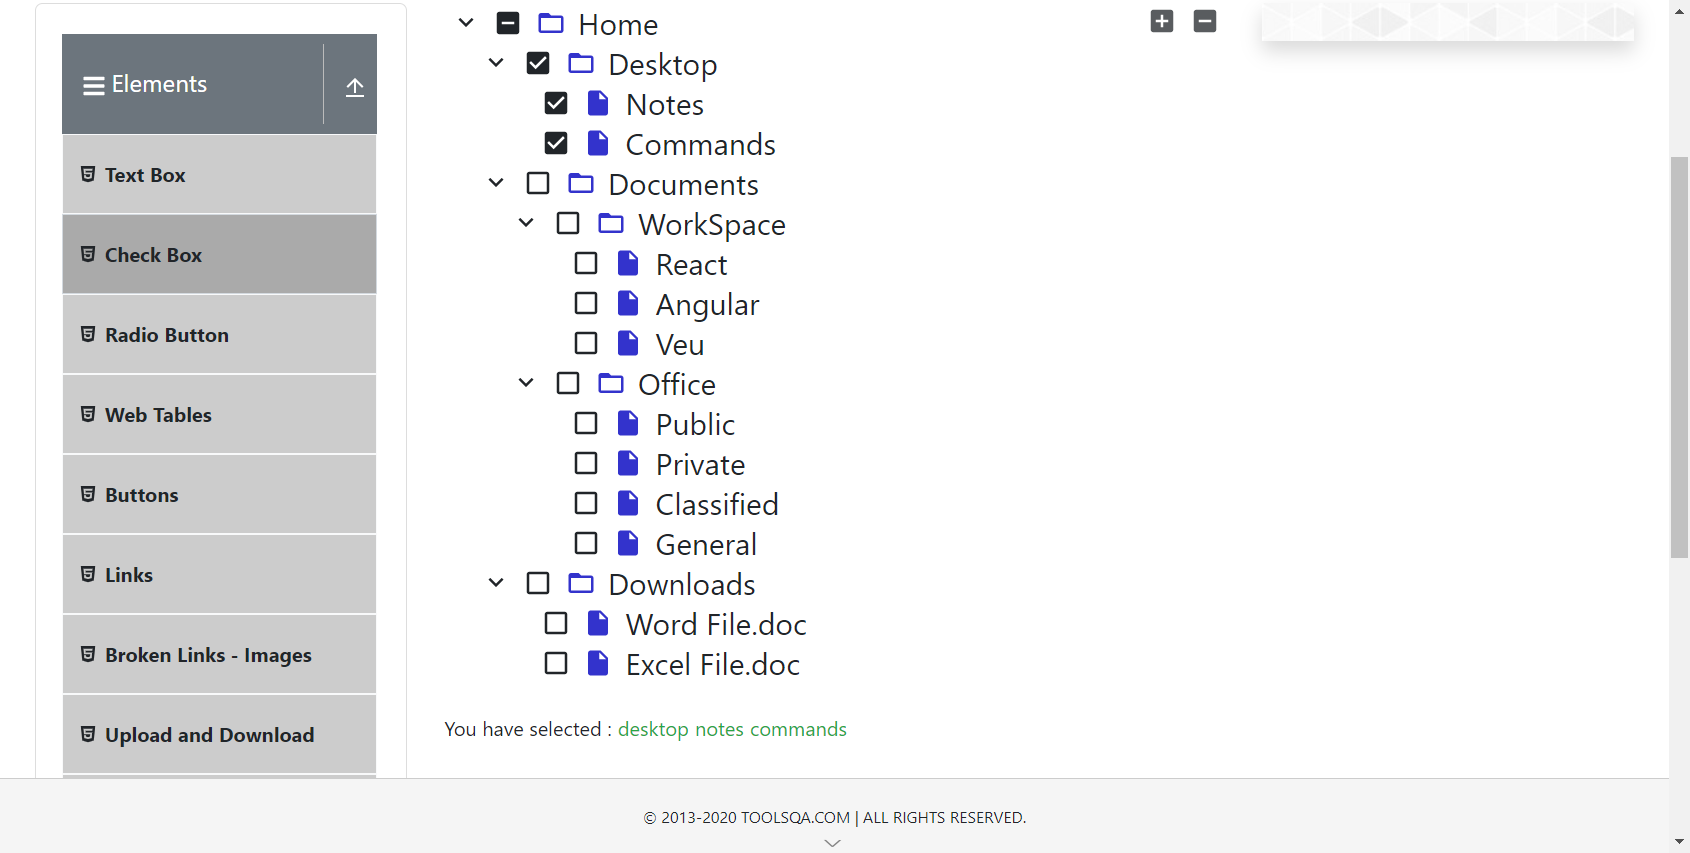 Elements
Text Box
Check Box
Radio Button
Web Tables
Buttons
Links
Broken Links - Images
Upload and Download
Home
Desktop
Notes
Commands
Documents
WorkSpace
React
Angular
Veu
Office
Public
Private
Classified
General
Downloads
Word File.doc
Excel File.doc
You have selected : desktop notes commands
© 2013-2020 TOOLSQA.COM | ALL RIGHTS RESERVED.